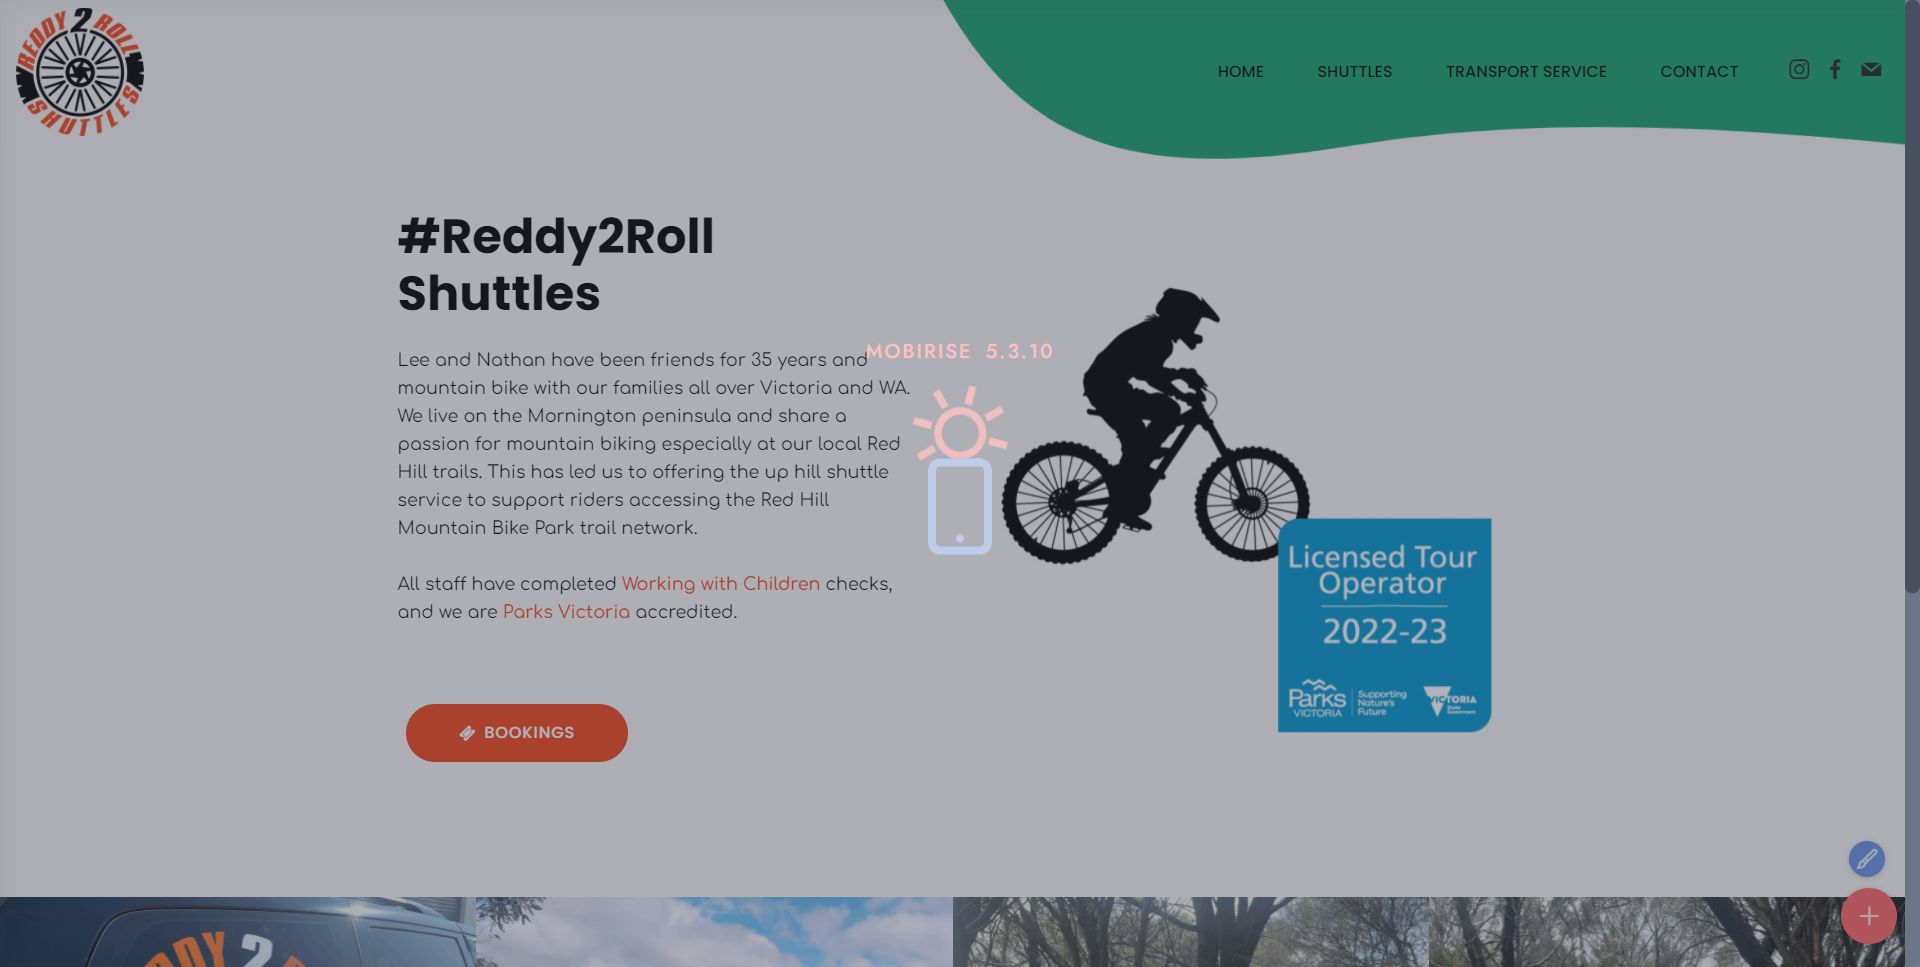 REDDY 2 ROLL
SHUTTLES
HOME
SHUTTLES
TRANSPORT SERVICE
CONTACT
#Reddy2Roll
Shuttles
Lee and Nathan have been friends for 35 years and
mountain bike with our families all over Victoria and WA.
We live on the Mornington peninsula and share a
passion for mountain biking especially at our local Red
Hill trails. This has led us to offering the up hill shuttle
service to support riders accessing the Red Hill
Mountain Bike Park trail network.
All staff have completed Working with Children checks,
and we are Parks Victoria accredited.
BOOKINGS
MOBIRISE 5.3.10
Licensed Tour
Operator
2022-23
Parks
VICTORIA
Supporting
Nature's
Future
VICTORIA
State
Government
DDY 2 R